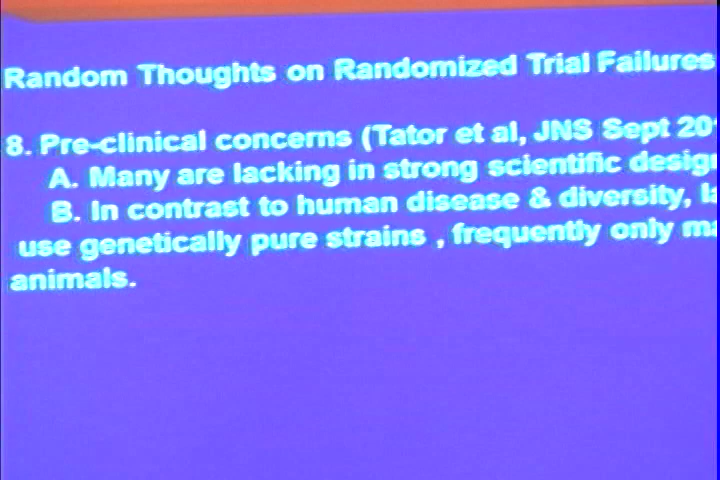 Random Thoughts on Randomized Trial Failures
8. Pre-clinical concerns (Tator et al, JNS Sept 20
A. Many are lacking in strong scientific
B. In contrast to human disease & diversity,
use genetically pure strains , frequently only
animals.